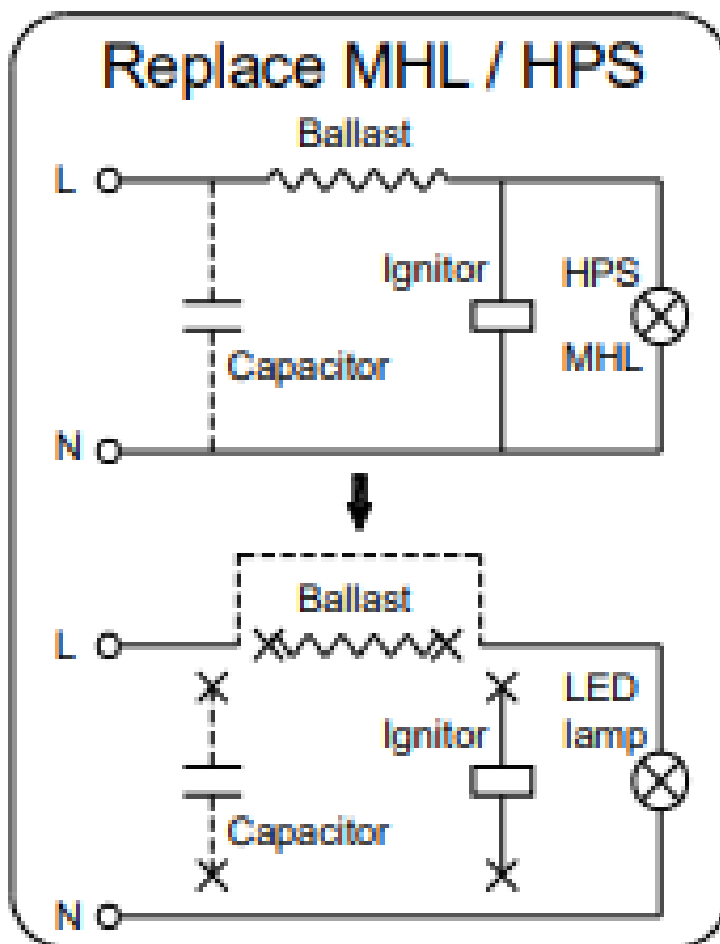 Replace MHL / HPS
Ballast
L
Ignitor
HPS
MHL
Capacitor
N
Ballast
L
LED
lamp
Ignitor
Capacitor
N